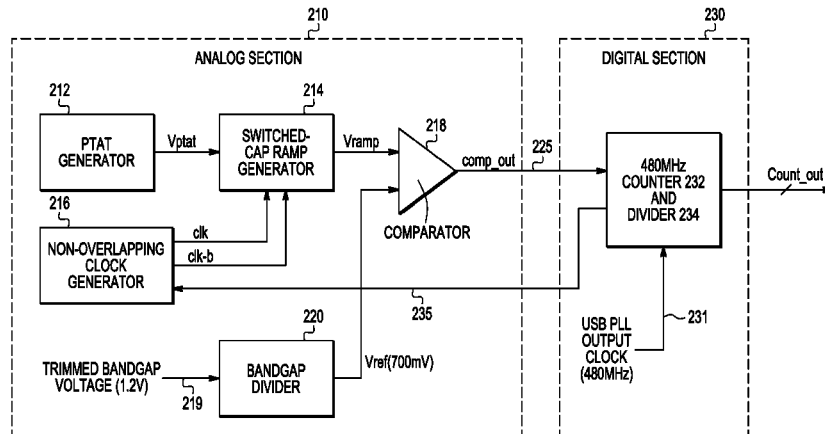 210
230
ANALOG SECTION
DIGITAL SECTION
212
PTAT
GENERATOR
Vptat
214
SWITCHED-
CAP RAMP
GENERATOR
Vramp
218
comp_out
225
COMPARATOR
480MHz
COUNTER 232
AND
DIVIDER 234
Count_out
216
NON-OVERLAPPING
CLOCK
GENERATOR
clk
clk-b
235
220
BANDGAP
DIVIDER
Vref(700mV)
TRIMMED BANDGAP
VOLTAGE (1.2V)
219
USB PLL
OUTPUT
CLOCK
(480MHz)
231